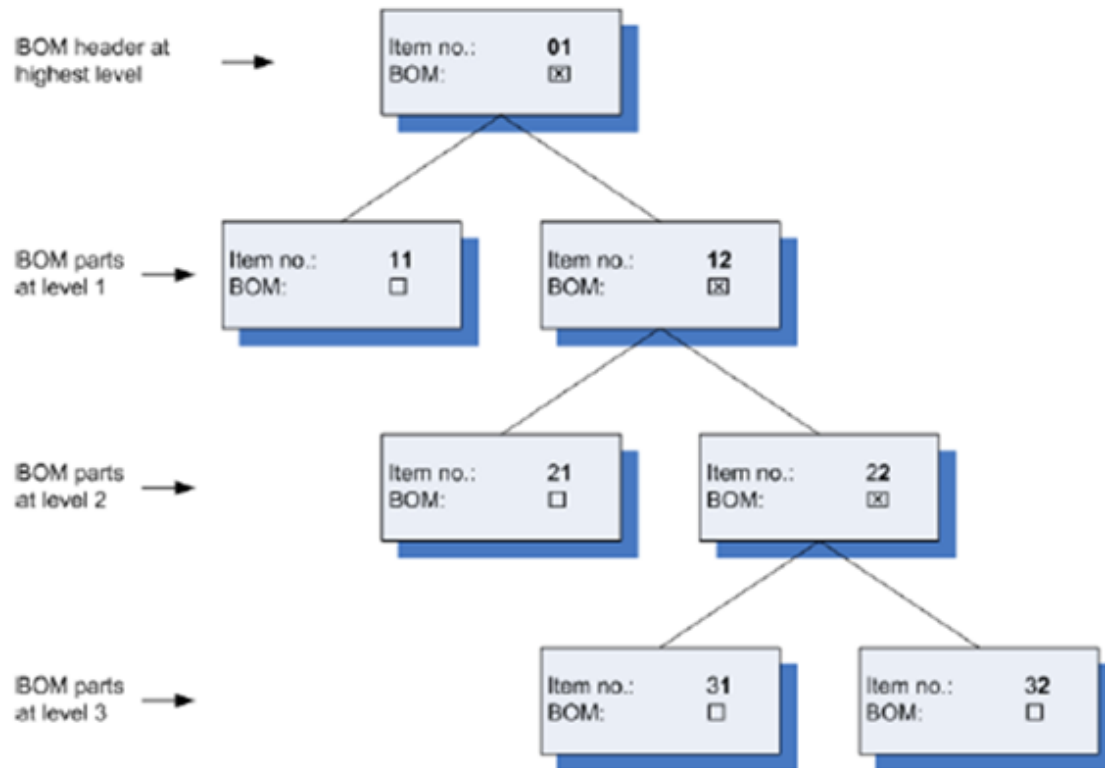 BOM header at
highest level
Item no.: 01
BOM: ☒
BOM parts
at level 1
Item no.: 11
BOM: ☐
Item no.: 12
BOM: ☒
BOM parts
at level 2
Item no.: 21
BOM: ☐
Item no.: 22
BOM: ☒
BOM parts
at level 3
Item no.: 31
BOM: ☐
Item no.: 32
BOM: ☐